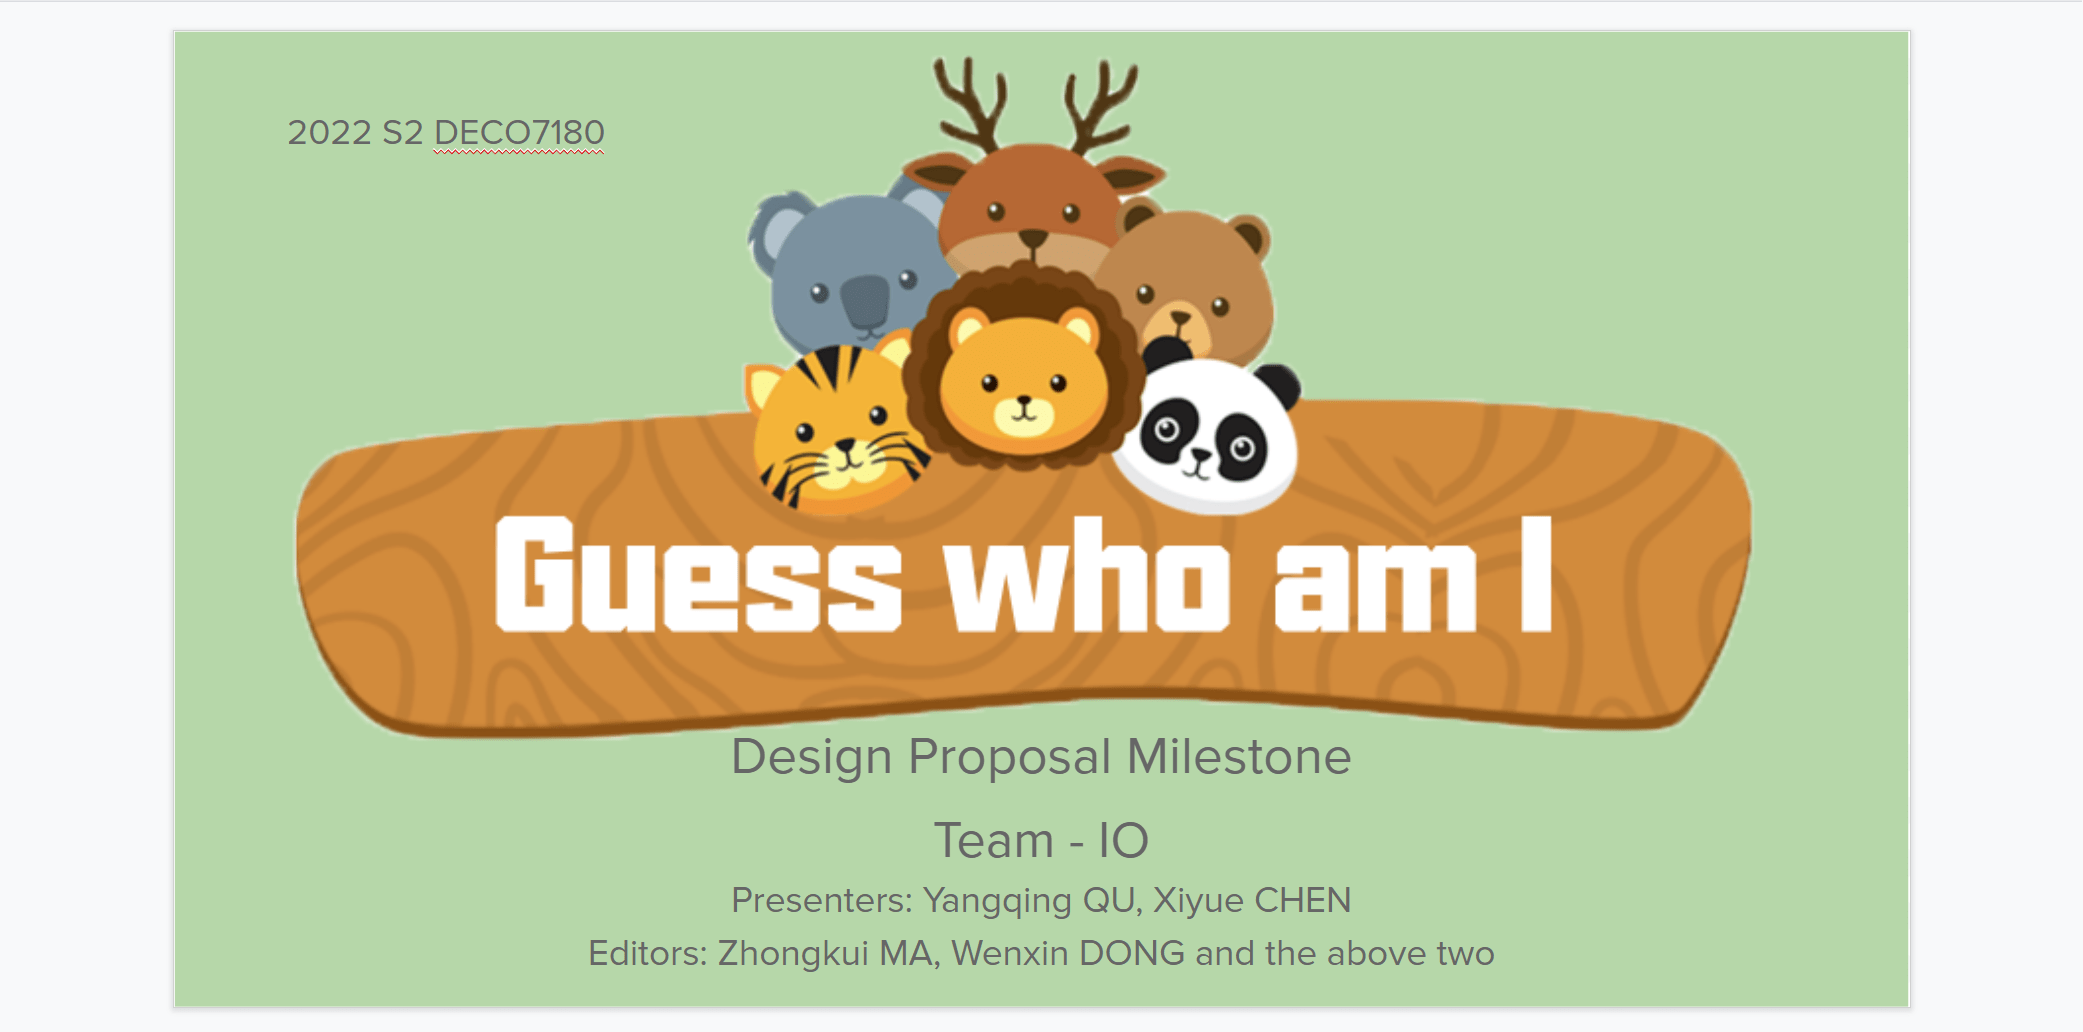 2022 S2 DECO7180
Guess who am I
Design Proposal Milestone
Team - IO
Presenters: Yangqing QU, Xiyue CHEN
Editors: Zhongkui MA, Wenxin DONG and the above two